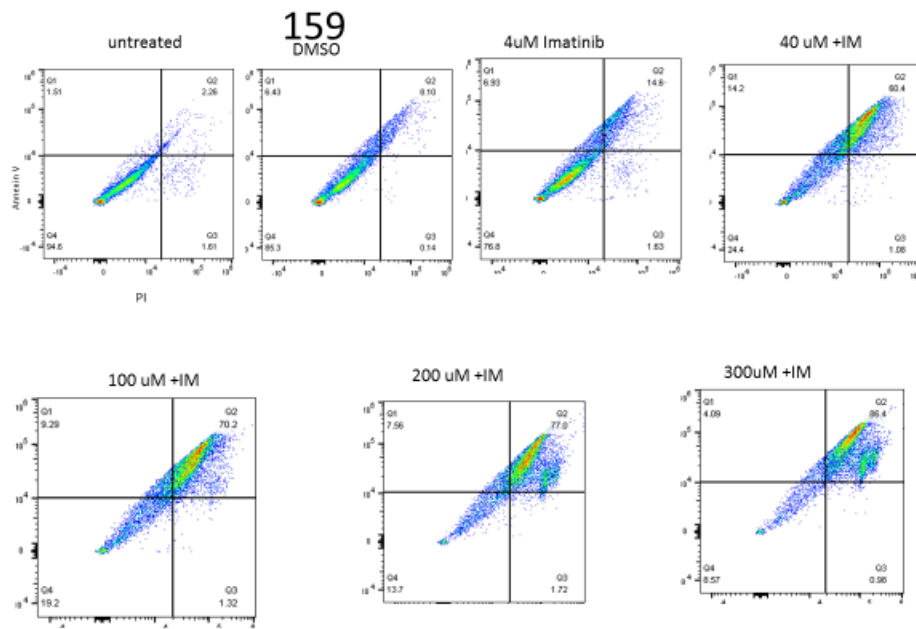 159
untreated
DMSO
4uM Imatinib
40 uM +IM
Q1
1.51
Q2
2.26
Q4
94.6
Q3
1.61
Annexin V
PI
Q1
6.43
Q2
8.10
Q4
85.3
Q3
0.14
Q1
6.93
Q2
14.6
Q4
76.8
Q3
1.63
Q1
14.2
Q2
60.4
Q4
24.4
Q3
1.08
100 uM +IM
200 uM +IM
300uM +IM
Q1
9.29
Q2
70.2
Q4
19.2
Q3
1.32
Q1
7.56
Q2
77.0
Q4
13.7
Q3
1.72
Q1
4.09
Q2
86.4
Q4
8.57
Q3
0.98